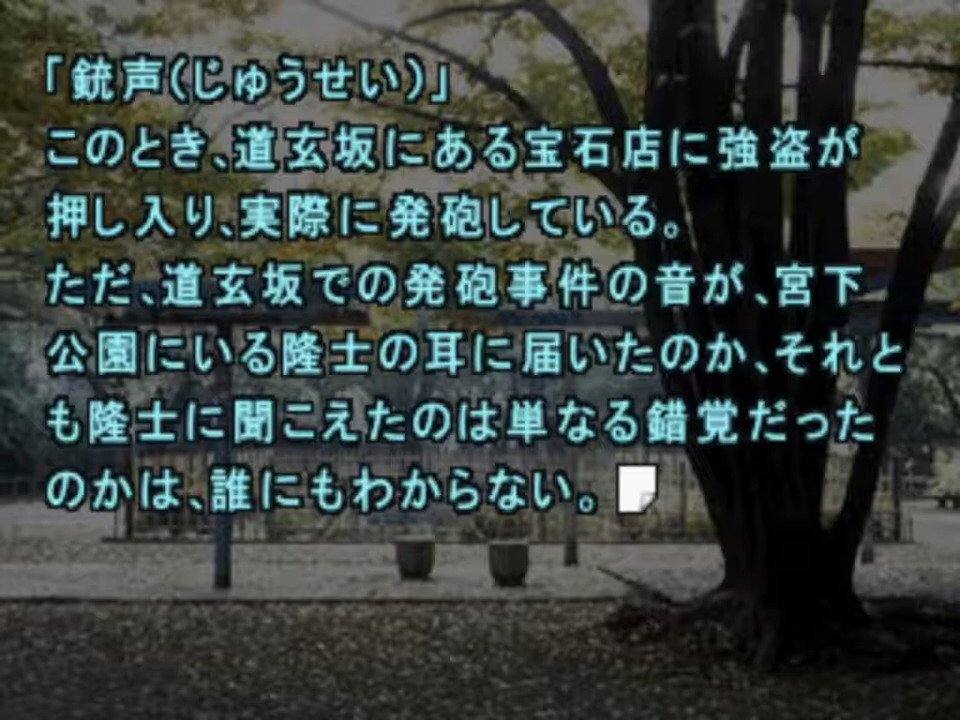 「銃声(じゅうせい)」
このとき、道玄坂にある宝石店に強盗が
押し入り、実際に発砲している。
ただ、道玄坂での発砲事件の音が、宮下
公園にいる隆士の耳に届いたのか、それと
も隆士に聞こえたのは単なる錯覚だった
のかは、誰にもわからない。